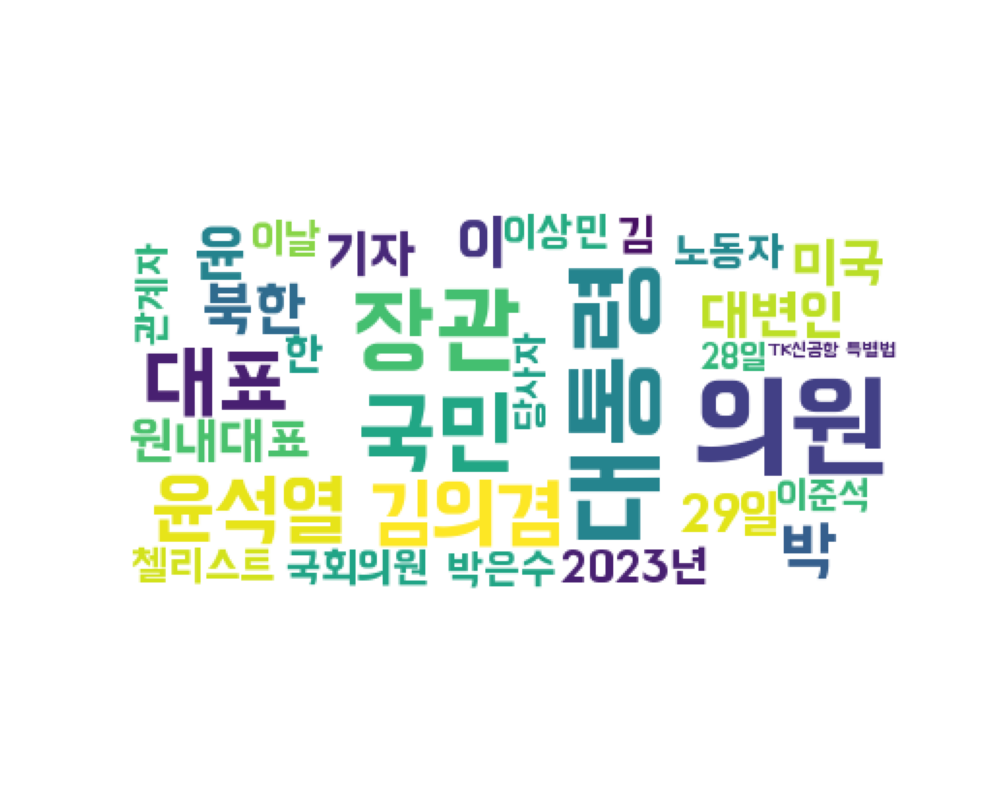 이 이상민 김
윤 이날 기자 노동자 미국
관계자 북한 장관 대통령 대변인
한 당사자 28일 TK신공항 특별법
대표 국민 의원
원내대표
윤석열 김의겸 29일 이준석
박
첼리스트 국회의원 박은수 2023년